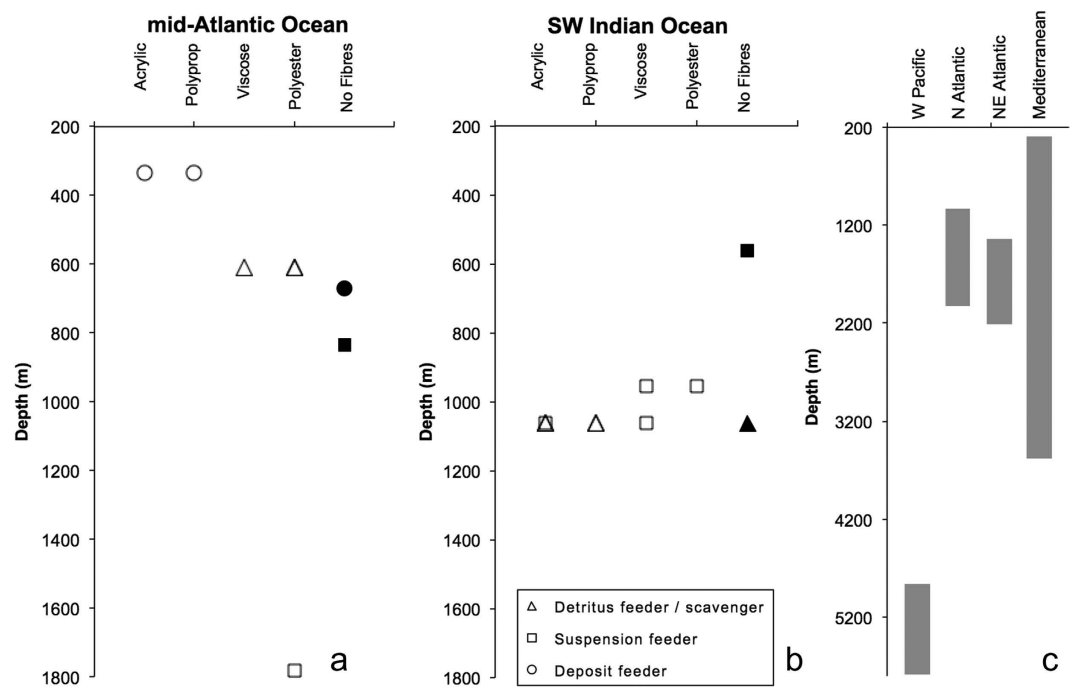 mid-Atlantic Ocean
Acrylic
Polyprop
Viscose
Polyester
No Fibres
200
400
600
800
1000
1200
1400
1600
1800
Depth (m)
a
SW Indian Ocean
Acrylic
Polyprop
Viscose
Polyester
No Fibres
200
400
600
800
1000
1200
1400
1600
1800
Depth (m)
Detritus feeder / scavenger
Suspension feeder
Deposit feeder
b
W Pacific
N Atlantic
NE Atlantic
Mediterranean
200
1200
2200
3200
4200
5200
Depth (m)
c